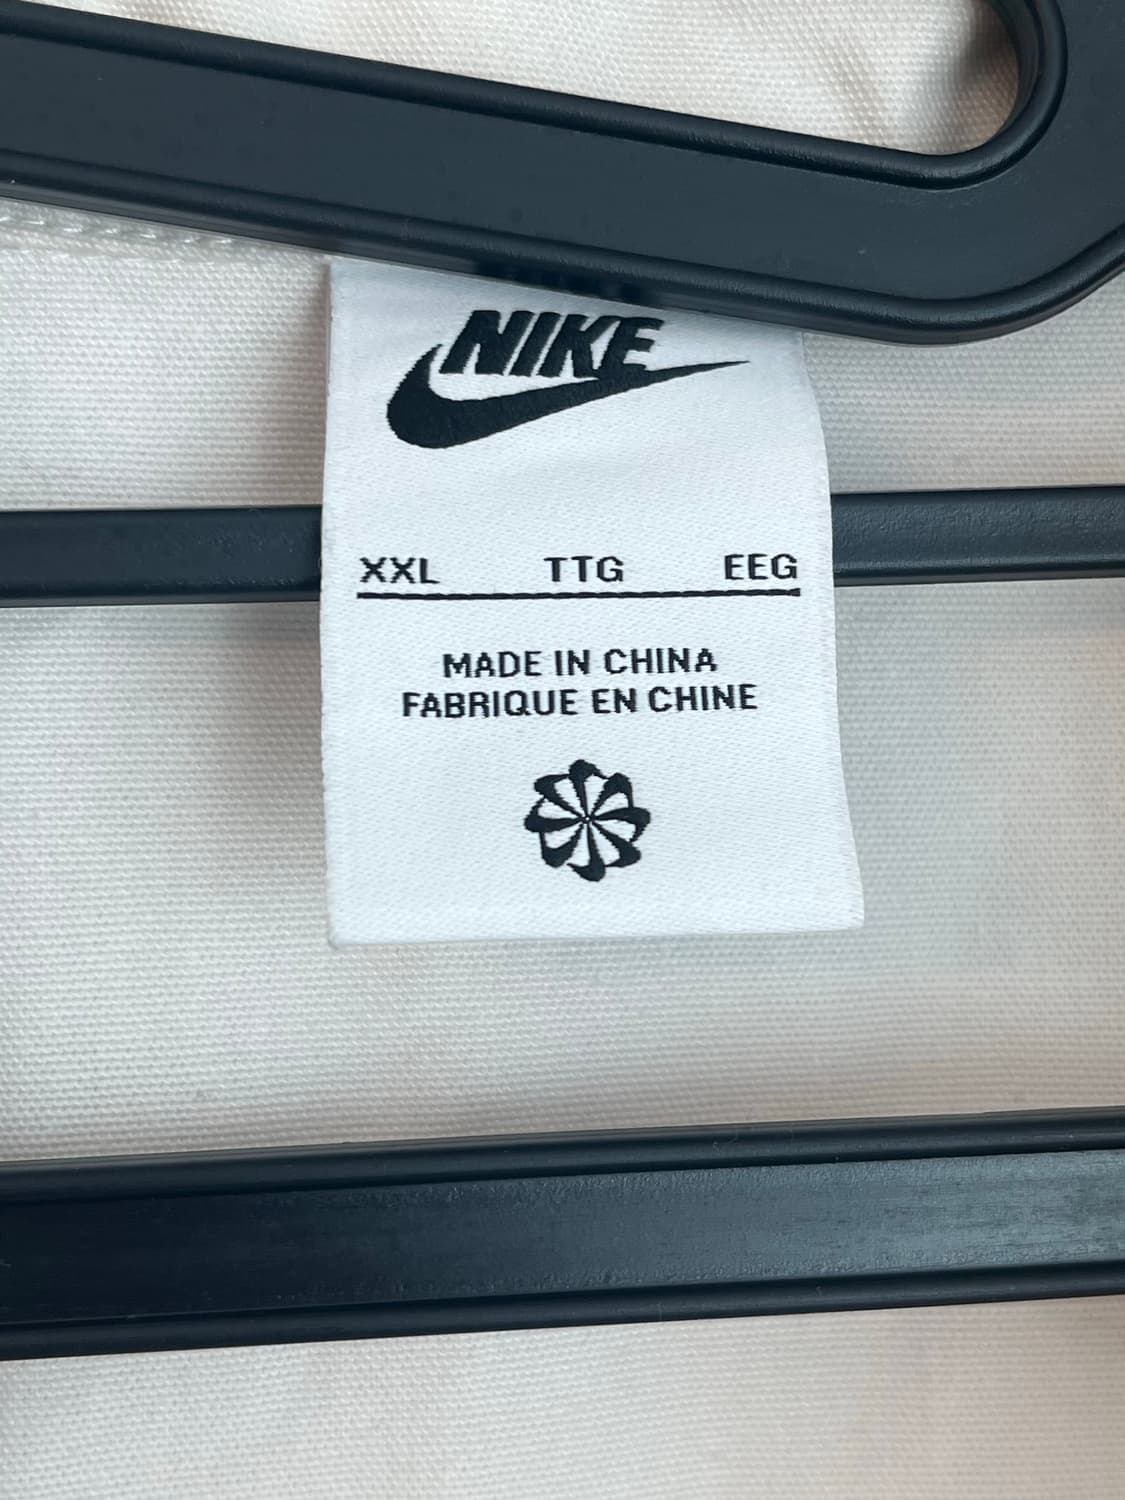 NIKE
XXL TTG EEG
MADE IN CHINA
FABRIQUE EN CHINE